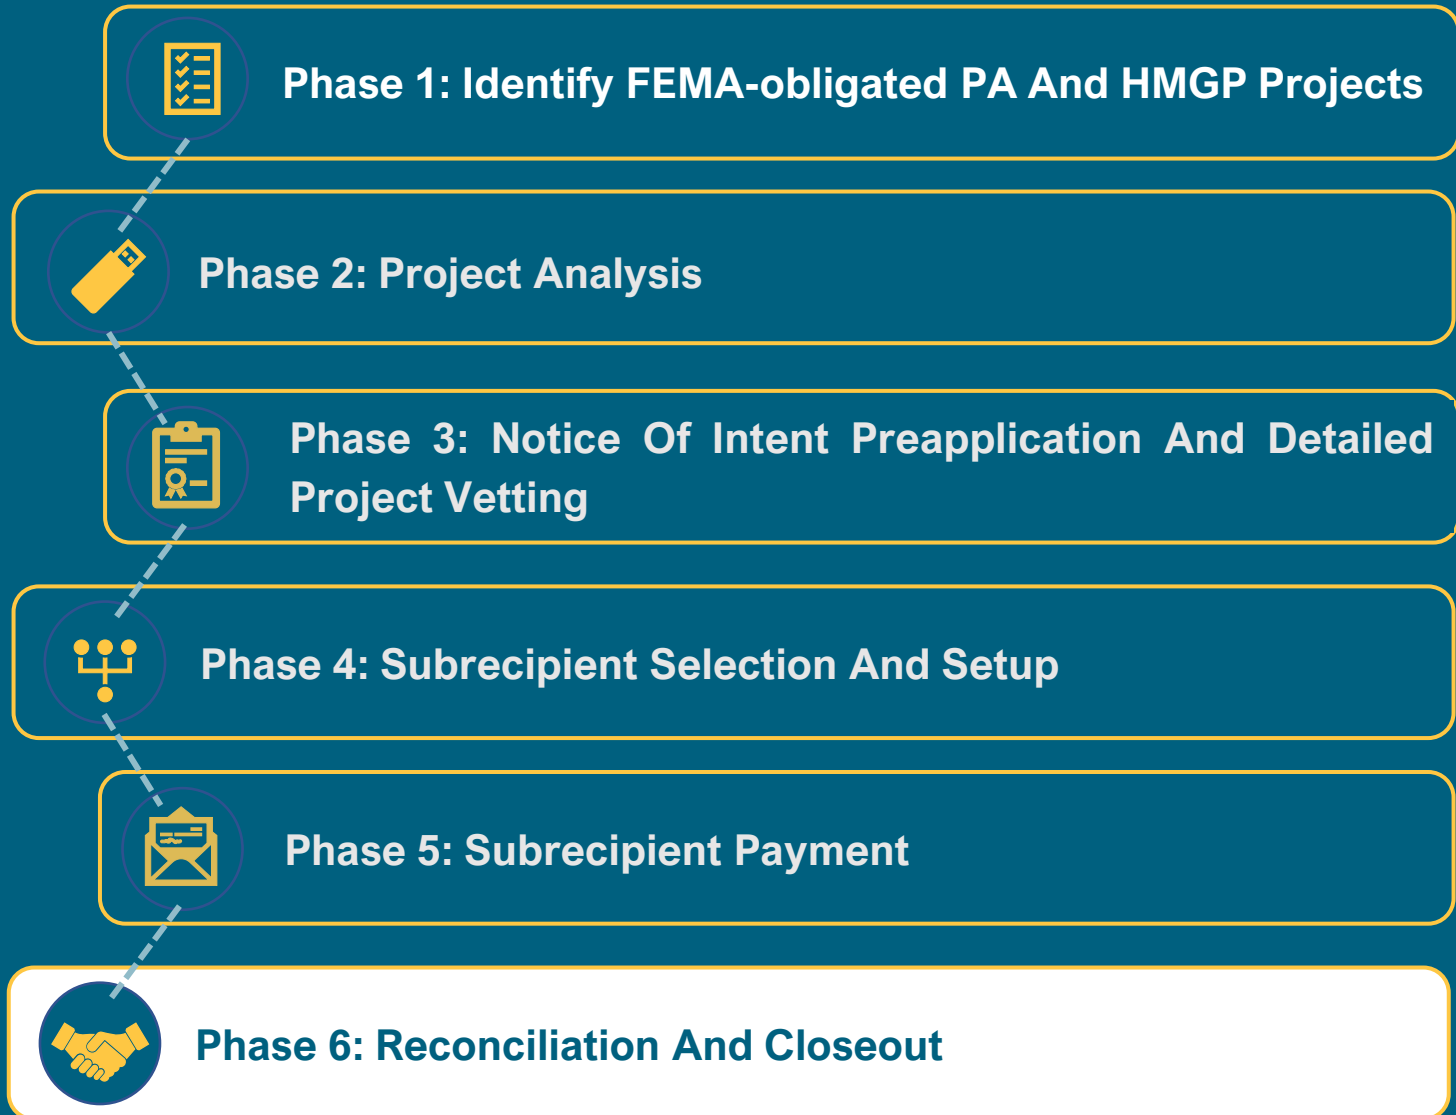 Phase 1: Identify FEMA-obligated PA And HMGP Projects
Phase 2: Project Analysis
Phase 3: Notice Of Intent Preapplication And Detailed
Project Vetting
Phase 4: Subrecipient Selection And Setup
Phase 5: Subrecipient Payment
Phase 6: Reconciliation And Closeout